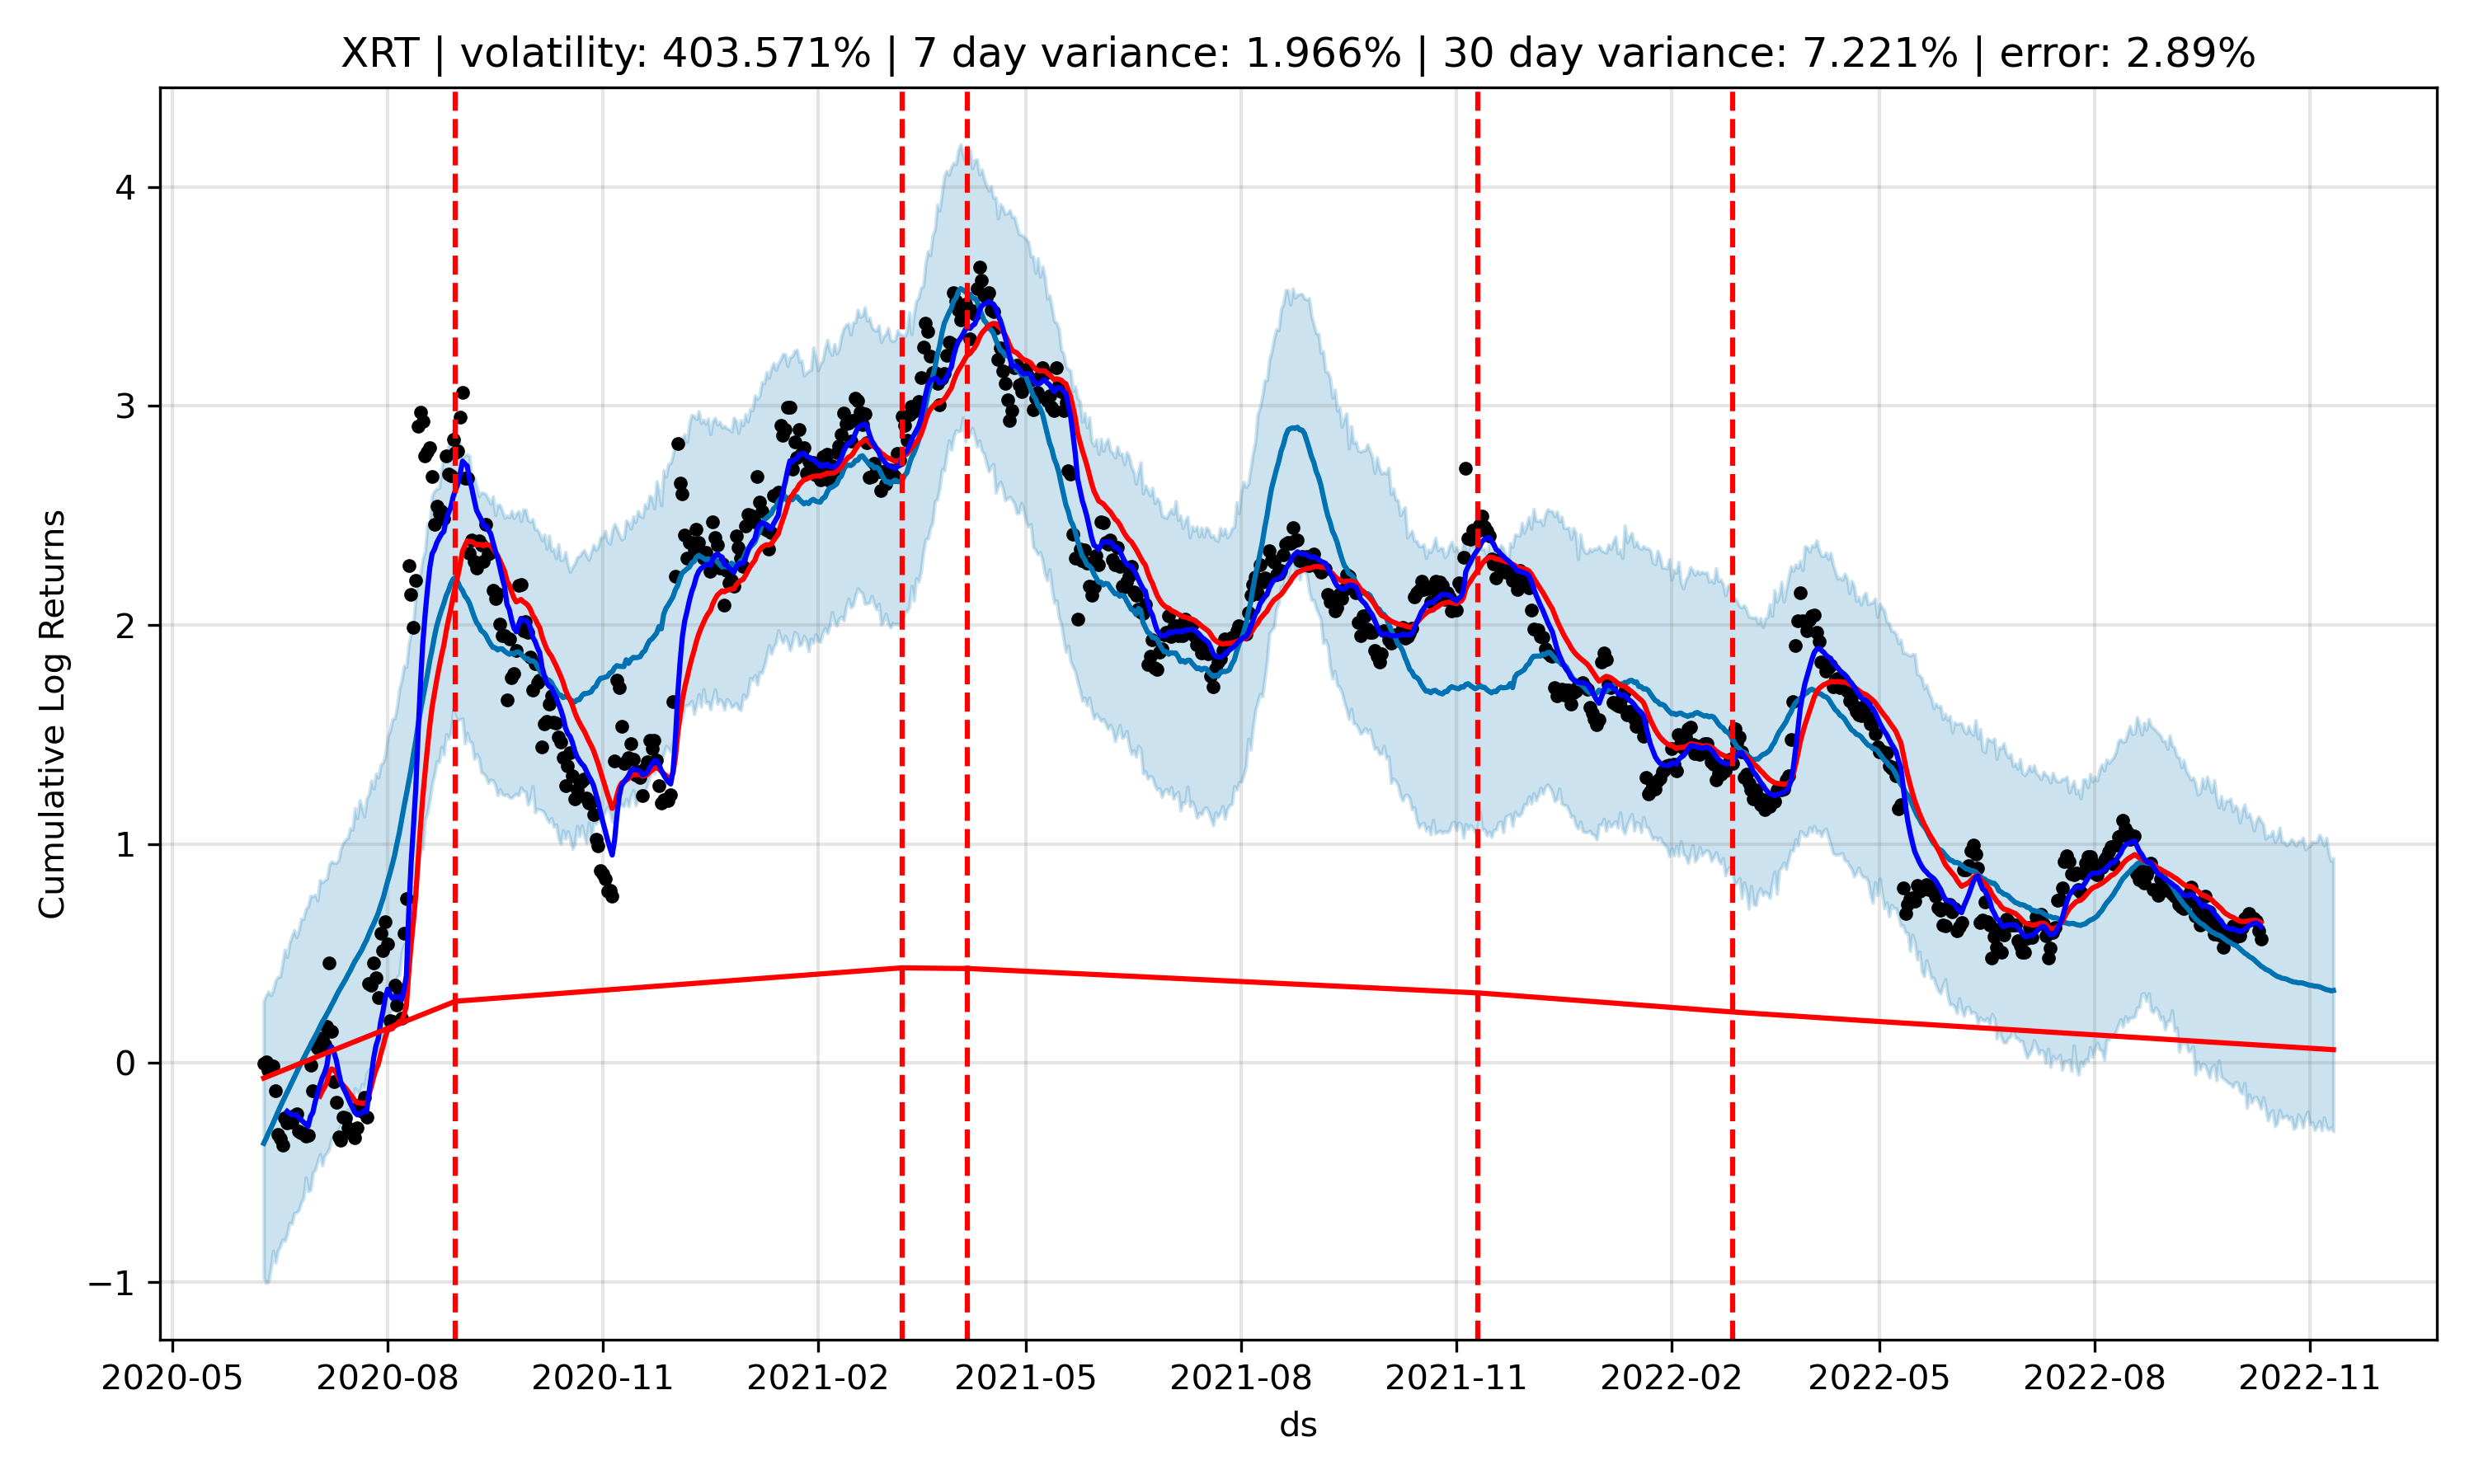 XRT | volatility: 403.571% | 7 day variance: 1.966% | 30 day variance: 7.221% | error: 2.89%
Cumulative Log Returns
4
3
2
1
0
−1
2020-05 2020-08 2020-11 2021-02 2021-05 2021-08 2021-11 2022-02 2022-05 2022-08 2022-11
ds